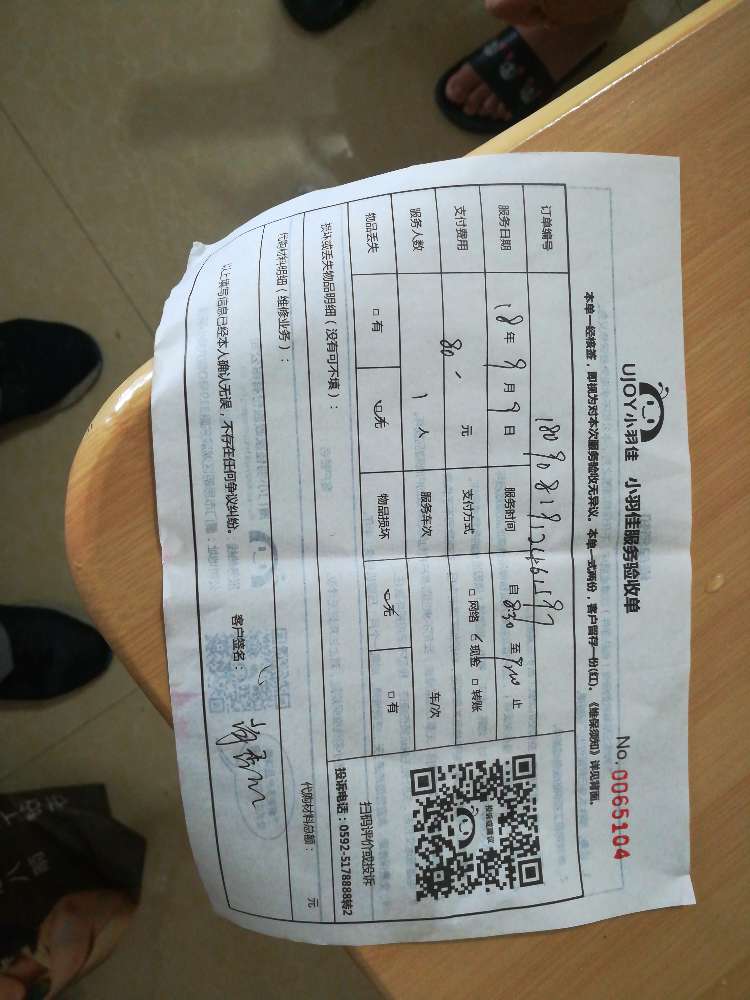 UJOY小羽佳 小羽佳服务验收单
No. 0065104
本单一经核签，即视为对本次服务验收无异议。本单一式两份，客户留存一份(红)。《维保须知》详见背面。
订单编号
服务日期 18 年 9 月 9 日 服务时间 自 8:30 至 止
支付费用 80 元 支付方式 □ 网络 □ 现金 □ 转账
服务人数 1 人 服务车次 车/次
物品丢失 □ 有 □ 无 物品损坏 □ 无 □ 有
损坏或丢失物品明细（没有可不填）：
扫码评价或投诉
投诉电话：0592-5178888转2
代购材料明细（维修业务）：
代购材料总额： 元
以上填写信息已经本人确认无误，不存在任何争议纠纷。
客户签名：